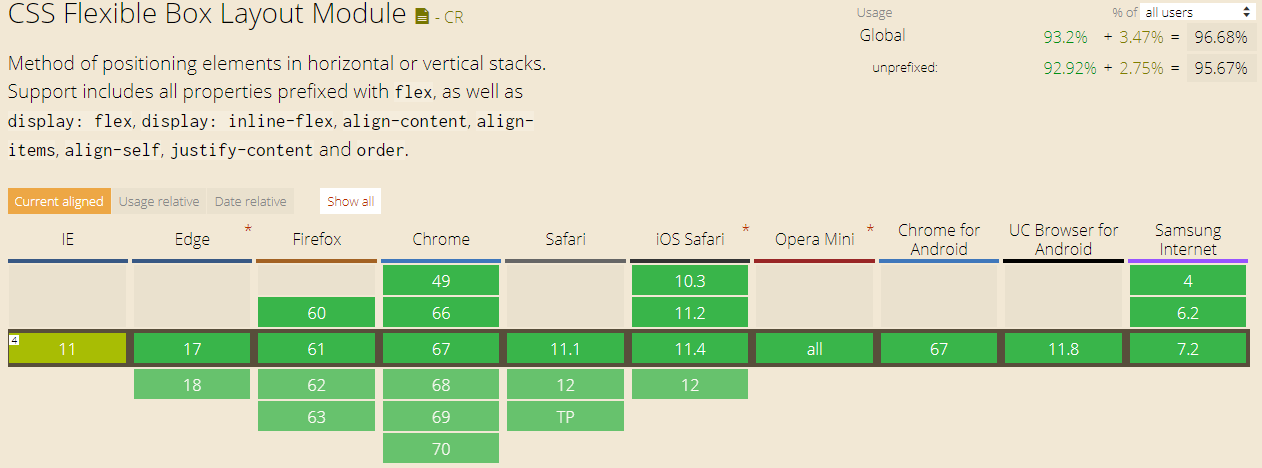 CSS Flexible Box Layout Module - CR
Usage % of all users
Global 93.2% + 3.47% = 96.68%
unprefixed: 92.92% + 2.75% = 95.67%
Method of positioning elements in horizontal or vertical stacks.
Support includes all properties prefixed with flex, as well as
display: flex, display: inline-flex, align-content, align-
items, align-self, justify-content and order.
Current aligned Usage relative Date relative Show all
IE Edge * Firefox Chrome Safari iOS Safari * Opera Mini * Chrome for Android UC Browser for Android Samsung Internet
49 10.3 4
60 66 11.2 6.2
4 11 17 61 67 11.1 11.4 all 67 11.8 7.2
18 62 68 12 12
63 69 TP
70